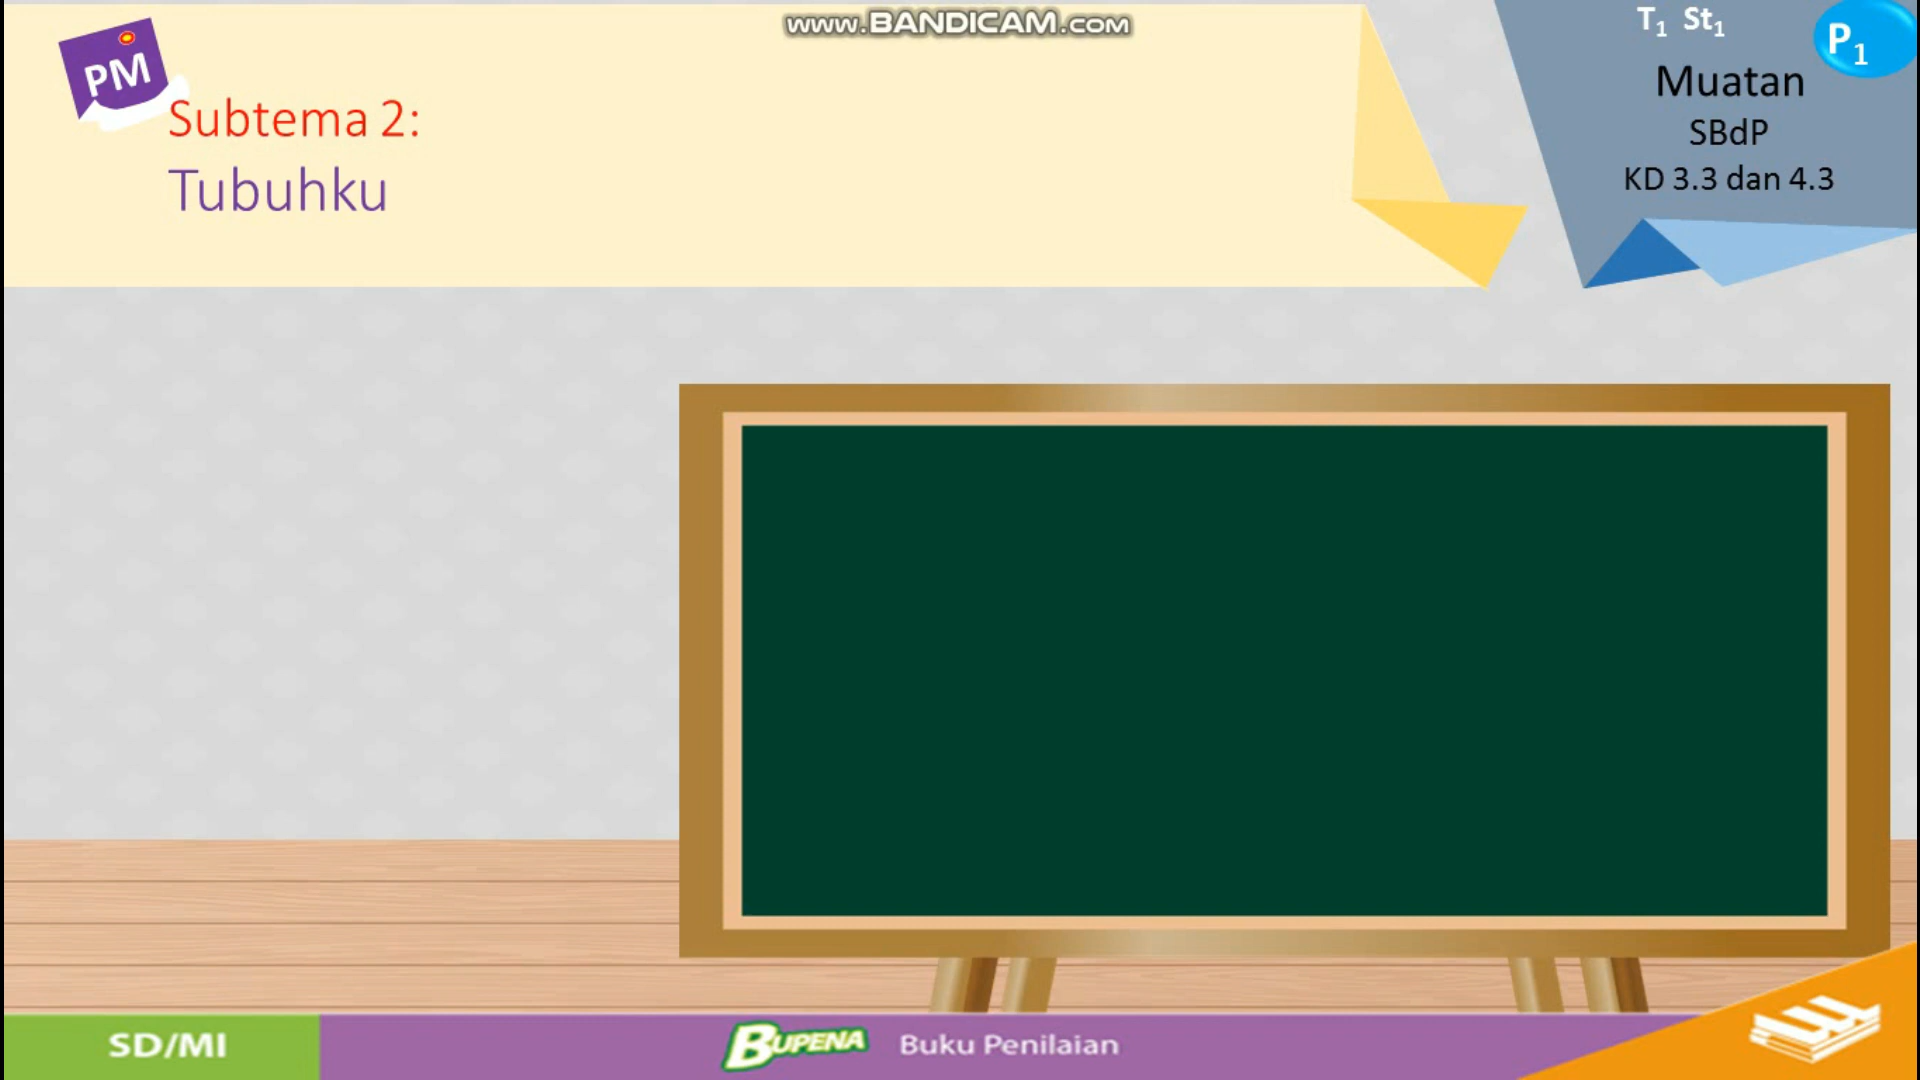 www.BANDICAM.com
T1 St1
P1
PM
Subtema 2:
Tubuhku
Muatan
SBdP
KD 3.3 dan 4.3
SD/MI
BUPENA
Buku Penilaian